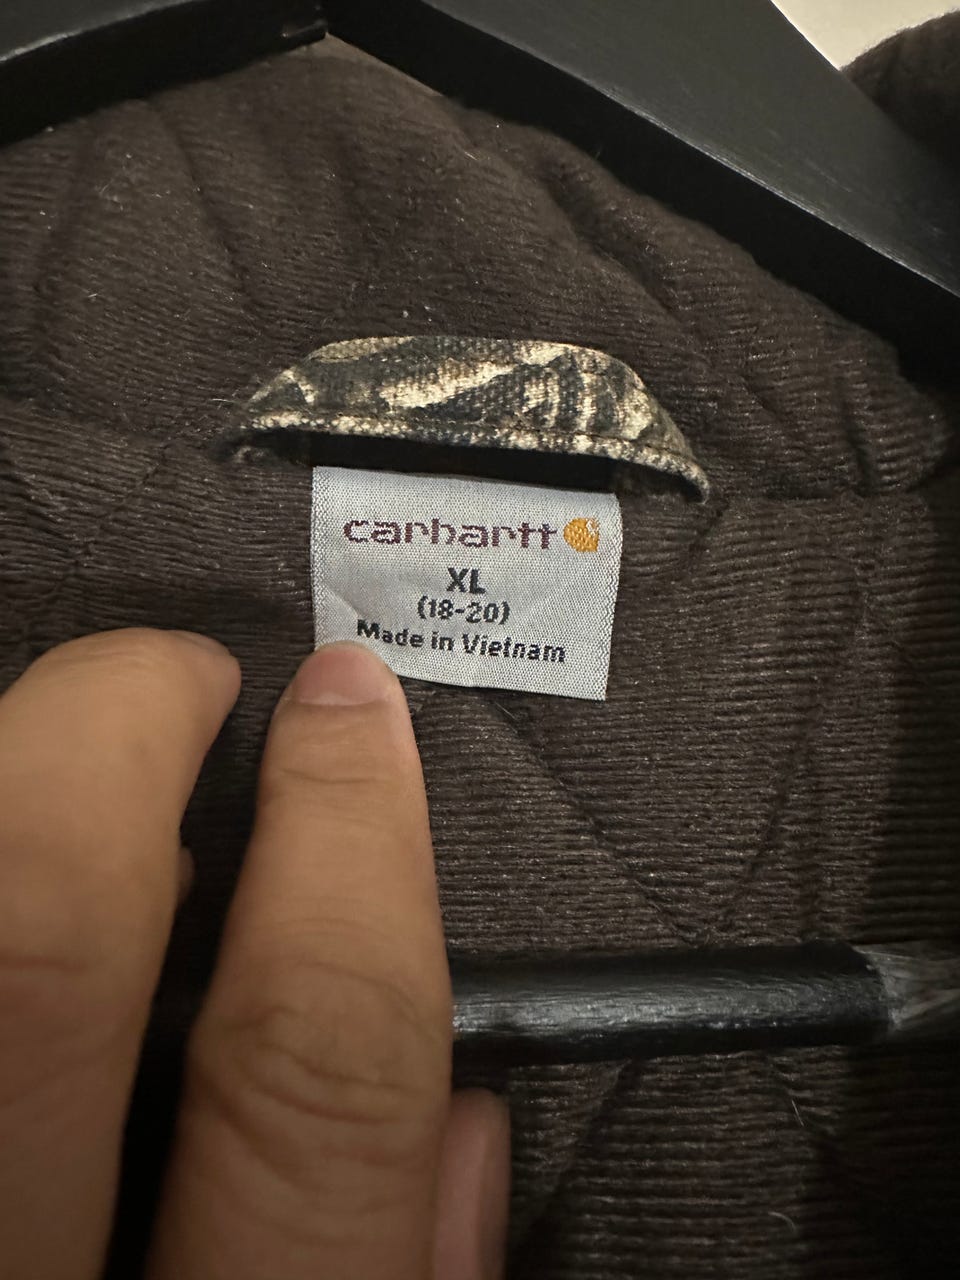 carhartt
XL
(18-20)
Made in Vietnam